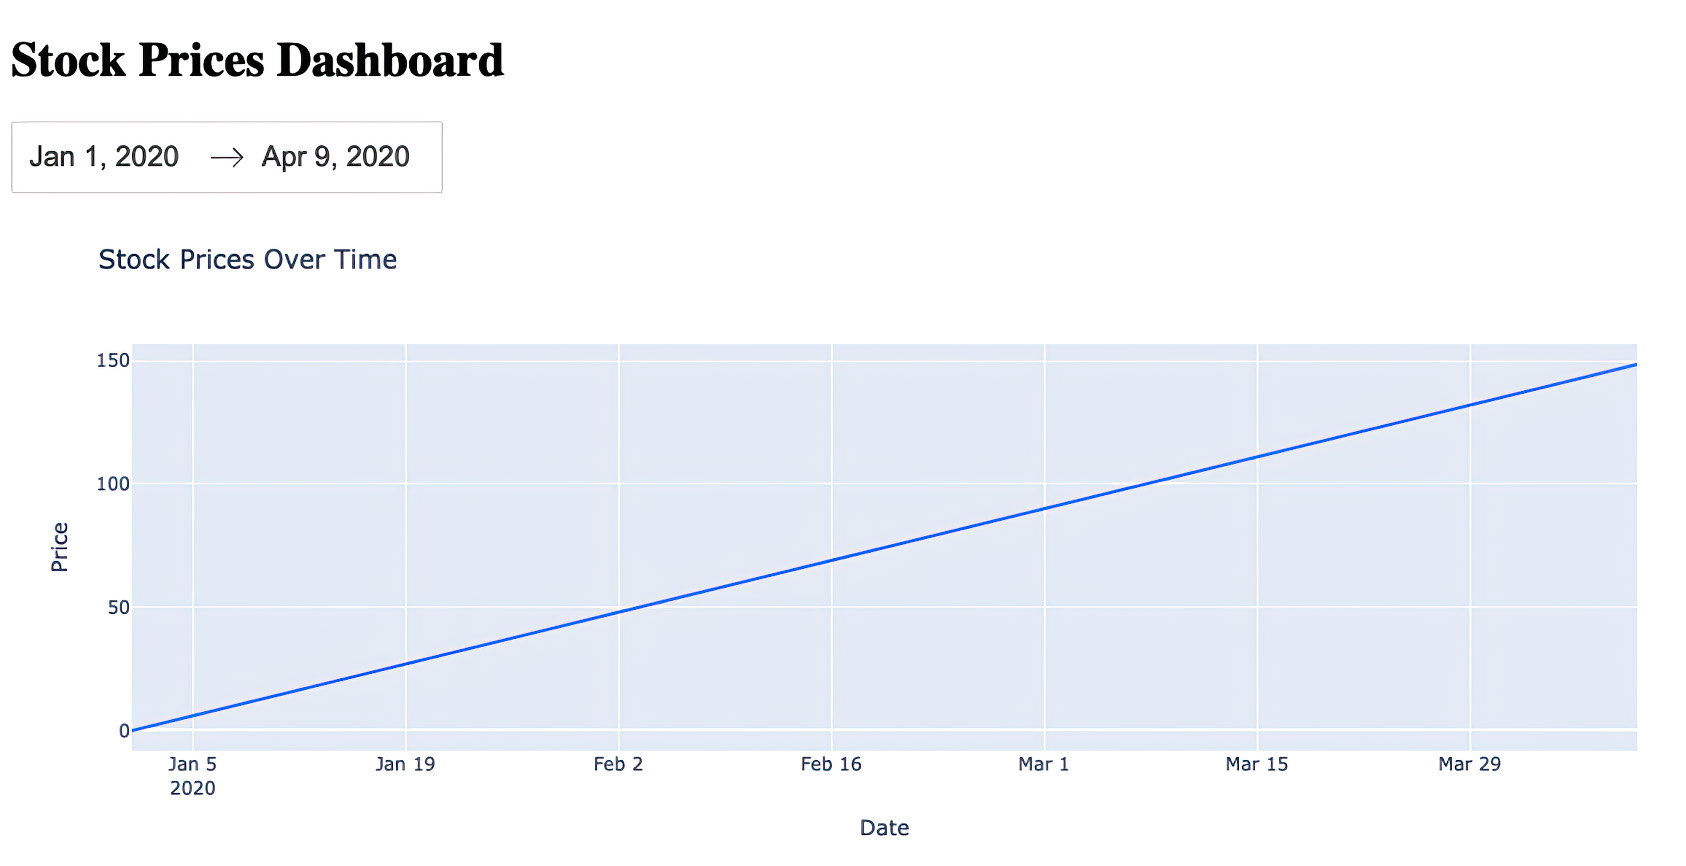 Stock Prices Dashboard
Jan 1, 2020 → Apr 9, 2020
Stock Prices Over Time
150
100
50
0
Price
Jan 5 Jan 19 Feb 2 Feb 16 Mar 1 Mar 15 Mar 29
2020
Date